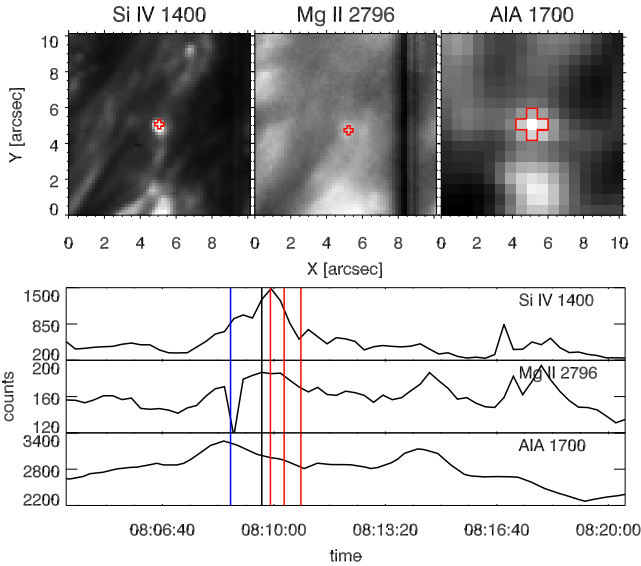 Si IV 1400 Mg II 2796 AIA 1700
10
8
6
4
2
0
Y [arcsec]
0 2 4 6 8 0 2 4 6 8 0 2 4 6 8 10
X [arcsec]
1500
850
200
Si IV 1400
200
160
120
Mg II 2796
3400
2800
2200
AIA 1700
counts
08:06:40 08:10:00 08:13:20 08:16:40 08:20:00
time